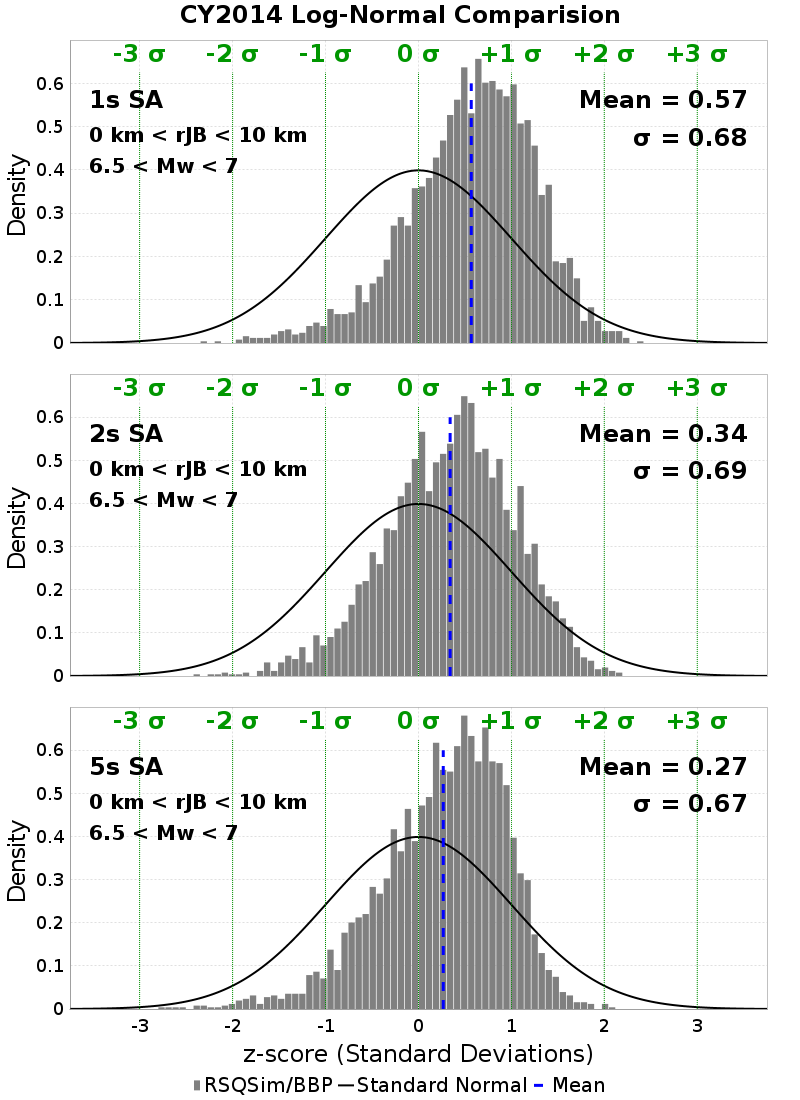 CY2014 Log-Normal Comparision
-3 σ -2 σ -1 σ 0 σ +1 σ +2 σ +3 σ
1s SA
Mean = 0.57
0 km < rJB < 10 km
σ = 0.68
6.5 < Mw < 7
Density
0.6
0.5
0.4
0.3
0.2
0.1
0
-3 σ -2 σ -1 σ 0 σ +1 σ +2 σ +3 σ
2s SA
Mean = 0.34
0 km < rJB < 10 km
σ = 0.69
6.5 < Mw < 7
Density
0.6
0.5
0.4
0.3
0.2
0.1
0
-3 σ -2 σ -1 σ 0 σ +1 σ +2 σ +3 σ
5s SA
Mean = 0.27
0 km < rJB < 10 km
σ = 0.67
6.5 < Mw < 7
Density
0.6
0.5
0.4
0.3
0.2
0.1
0
-3 -2 -1 0 1 2 3
z-score (Standard Deviations)
RSQSim/BBP Standard Normal Mean